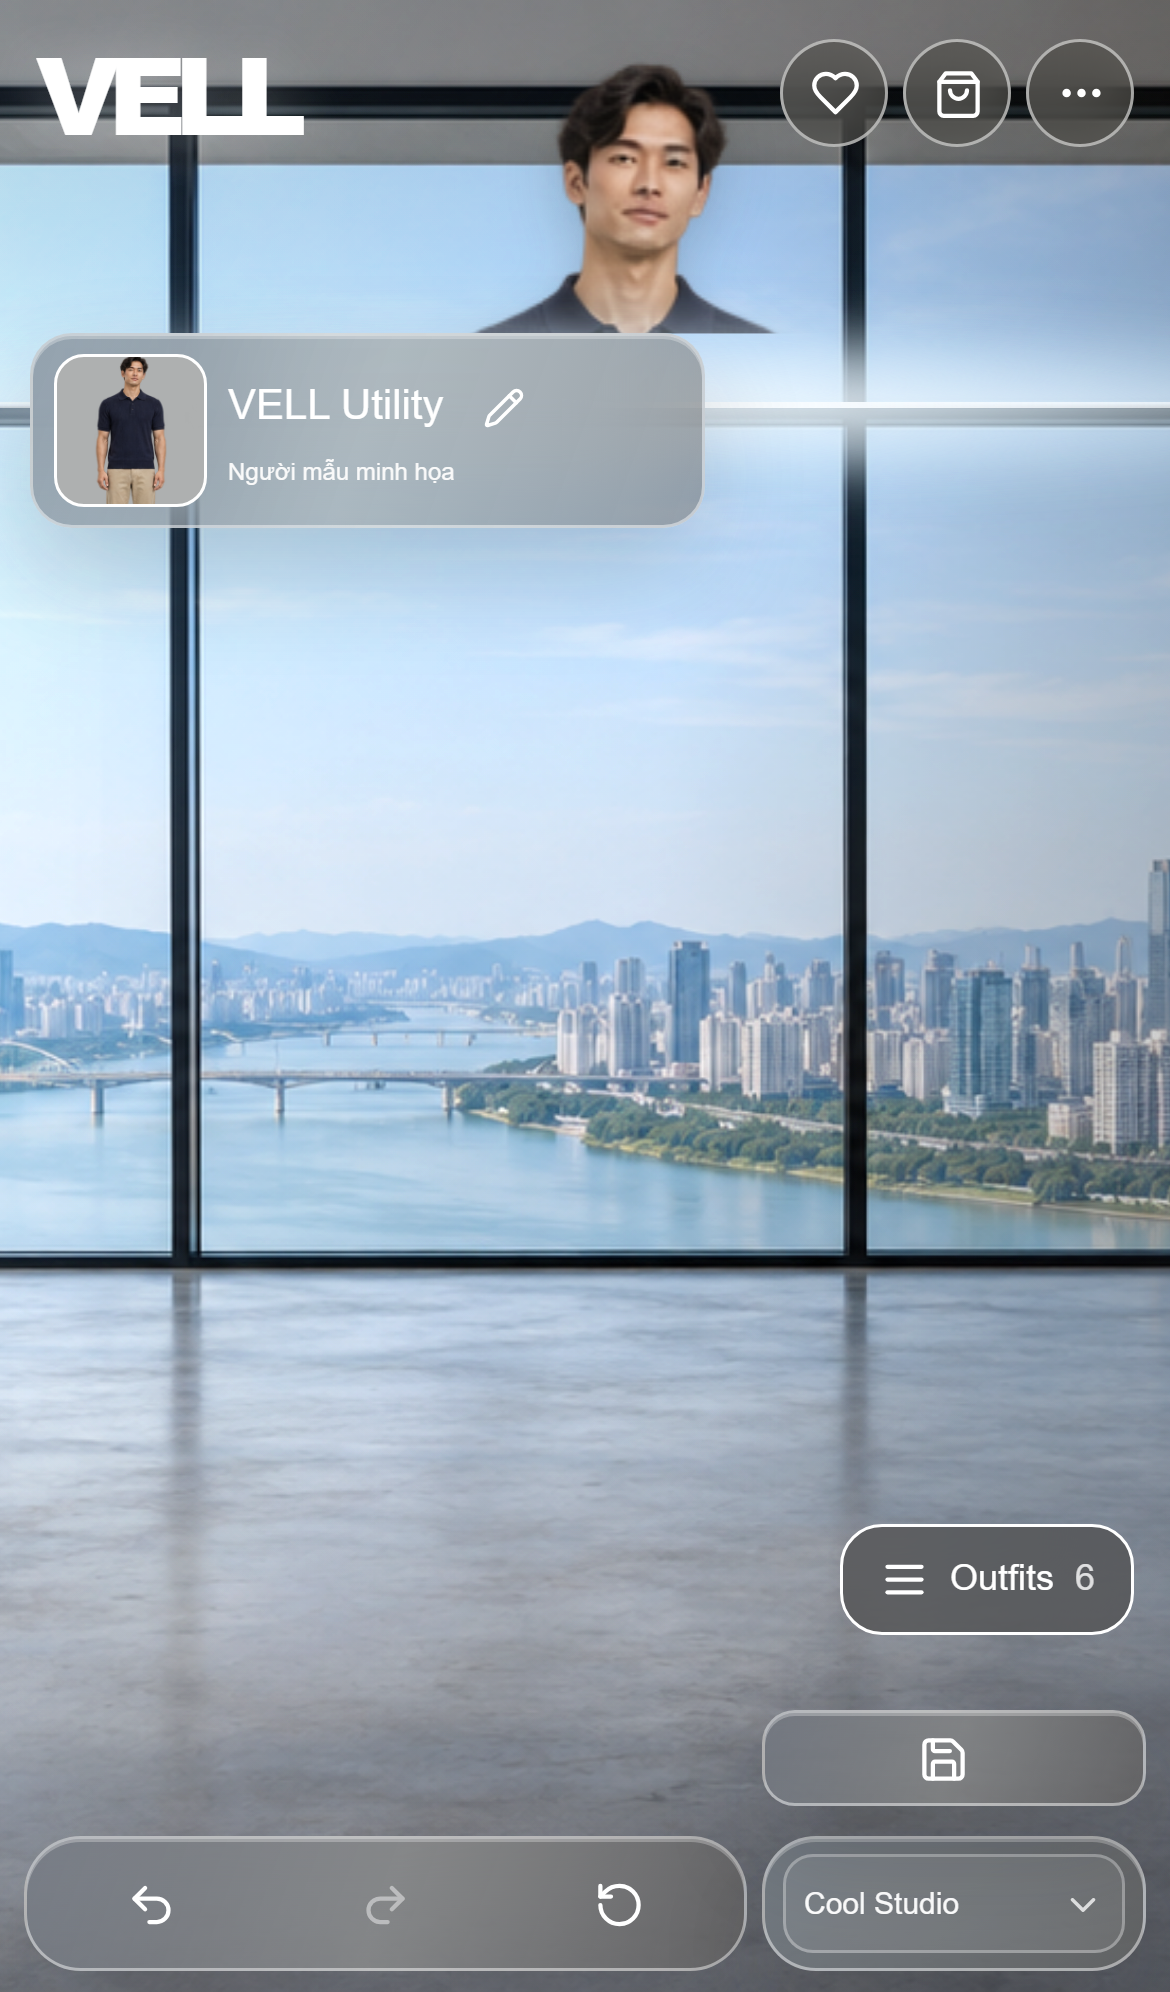 VELL
VELL Utility
Người mẫu minh họa
Outfits 6
Cool Studio